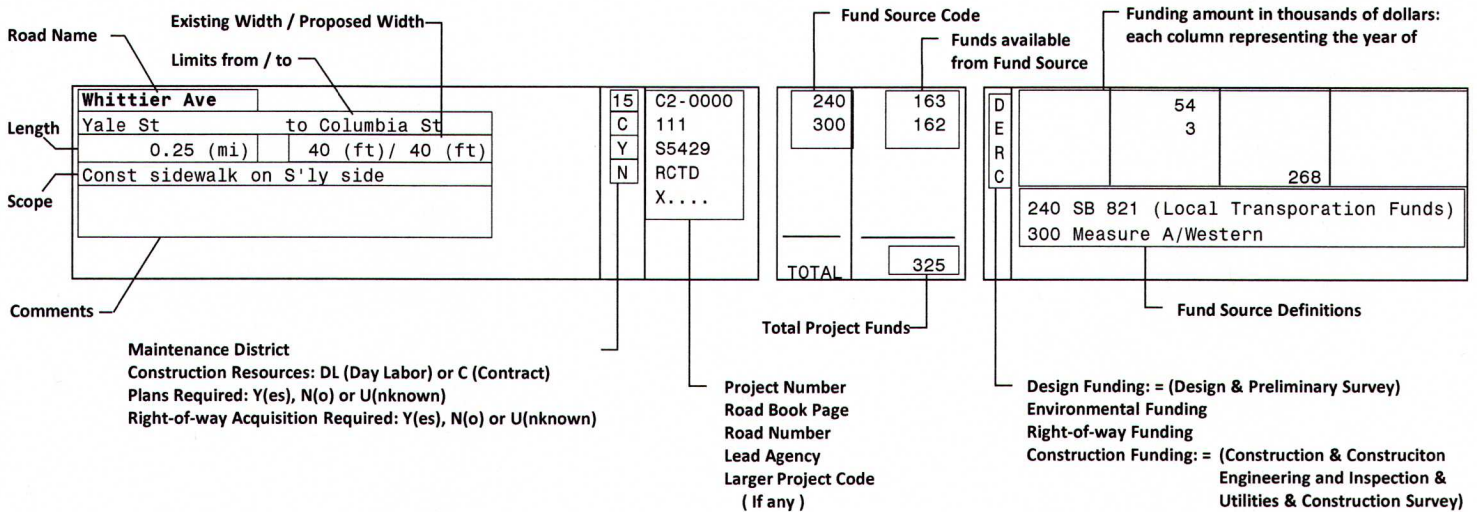 Existing Width / Proposed Width
Road Name
Limits from / to
Fund Source Code
Funds available
from Fund Source
Funding amount in thousands of dollars:
each column representing the year of
Whittier Ave
Yale St to Columbia St
Length
0.25 (mi) 40 (ft)/ 40 (ft)
Const sidewalk on S'ly side
Scope
Comments
15
C
Y
N
C2-0000
111
S5429
RCTD
X....
240 163
300 162
TOTAL 325
D 54
E 3
R
C 268
240 SB 821 (Local Transporation Funds)
300 Measure A/Western
Fund Source Definitions
Total Project Funds
Maintenance District
Construction Resources: DL (Day Labor) or C (Contract)
Plans Required: Y(es), N(o) or U(nknown)
Right-of-way Acquisition Required: Y(es), N(o) or U(nknown)
Project Number
Road Book Page
Road Number
Lead Agency
Larger Project Code
( If any )
Design Funding: = (Design & Preliminary Survey)
Environmental Funding
Right-of-way Funding
Construction Funding: = (Construction & Construciton
Engineering and Inspection &
Utilities & Construction Survey)